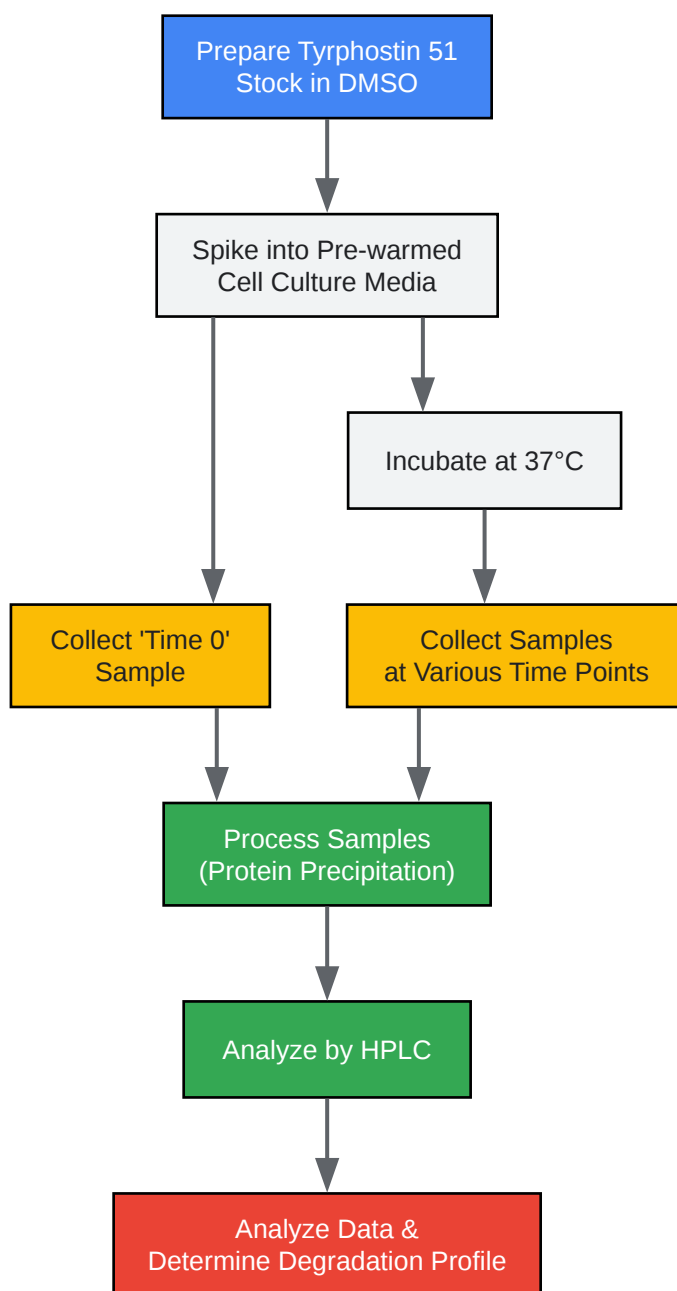 Prepare Tyrphostin 51
Stock in DMSO
Spike into Pre-warmed
Cell Culture Media
Incubate at 37°C
Collect 'Time 0'
Sample
Collect Samples
at Various Time Points
Process Samples
(Protein Precipitation)
Analyze by HPLC
Analyze Data &
Determine Degradation Profile